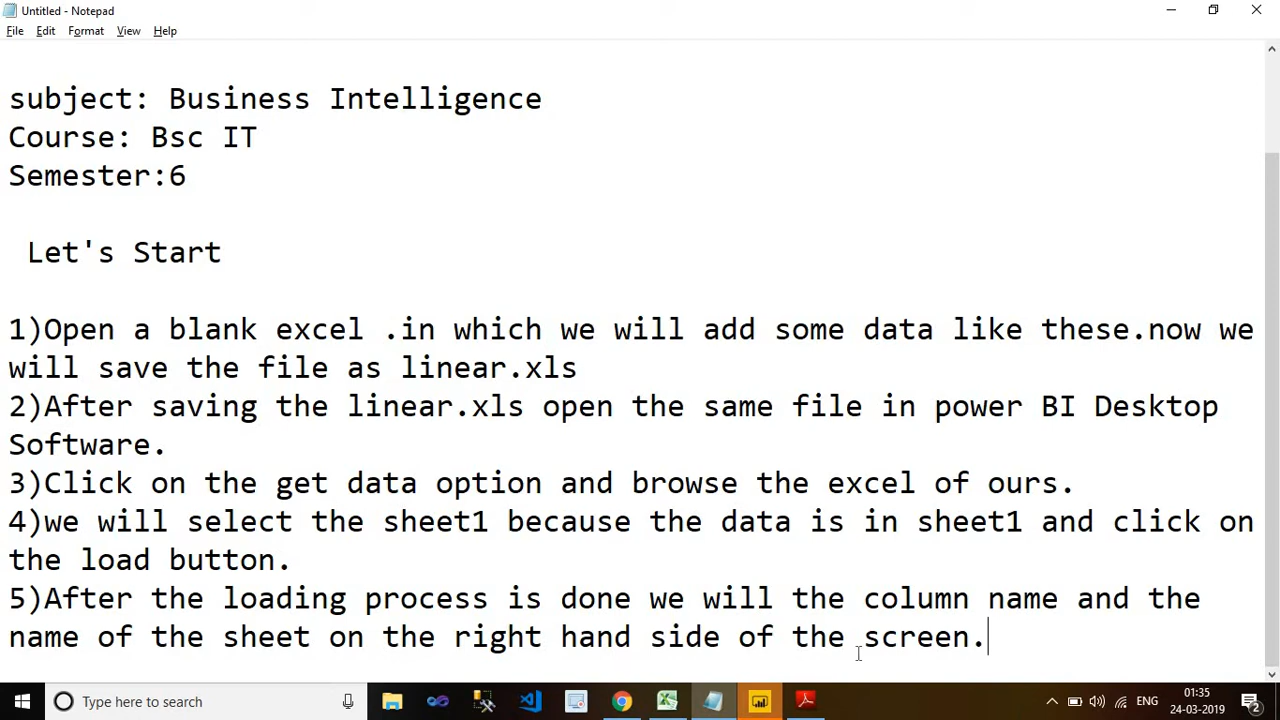 Untitled - Notepad
File Edit Format View Help
subject: Business Intelligence
Course: Bsc IT
Semester:6
Let's Start
1)Open a blank excel .in which we will add some data like these.now we
will save the file as linear.xls
2)After saving the linear.xls open the same file in power BI Desktop
Software.
3)Click on the get data option and browse the excel of ours.
4)we will select the sheet1 because the data is in sheet1 and click on
the load button.
5)After the loading process is done we will the column name and the
name of the sheet on the right hand side of the screen.
Type here to search
ENG
01:35
24-03-2019
2